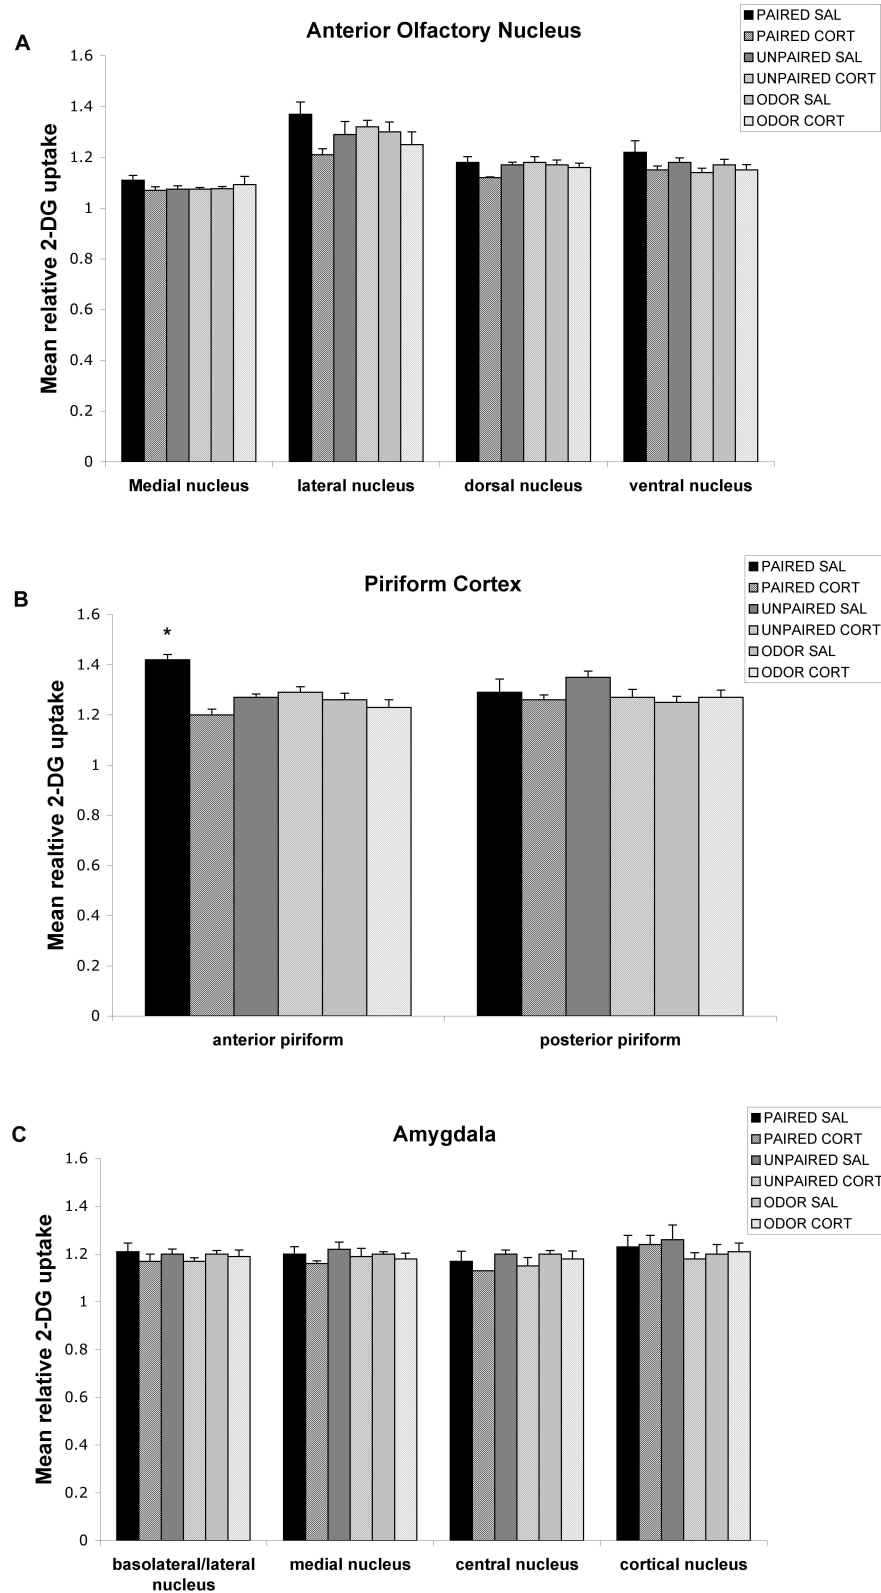 A
Anterior Olfactory Nucleus
PAIRED SAL
PAIRED CORT
UNPAIRED SAL
UNPAIRED CORT
ODOR SAL
ODOR CORT
Mean relative 2-DG uptake
1.6
1.4
1.2
1
0.8
0.6
0.4
0.2
0
Medial nucleus lateral nucleus dorsal nucleus ventral nucleus
B
Piriform Cortex
PAIRED SAL
PAIRED CORT
UNPAIRED SAL
UNPAIRED CORT
ODOR SAL
ODOR CORT
Mean realtive 2-DG uptake
1.6
1.4
1.2
1
0.8
0.6
0.4
0.2
0
*
anterior piriform posterior piriform
C
Amygdala
PAIRED SAL
PAIRED CORT
UNPAIRED SAL
UNPAIRED CORT
ODOR SAL
ODOR CORT
Mean relative 2-DG uptake
1.6
1.4
1.2
1
0.8
0.6
0.4
0.2
0
basolateral/lateral medial nucleus central nucleus cortical nucleus
nucleus